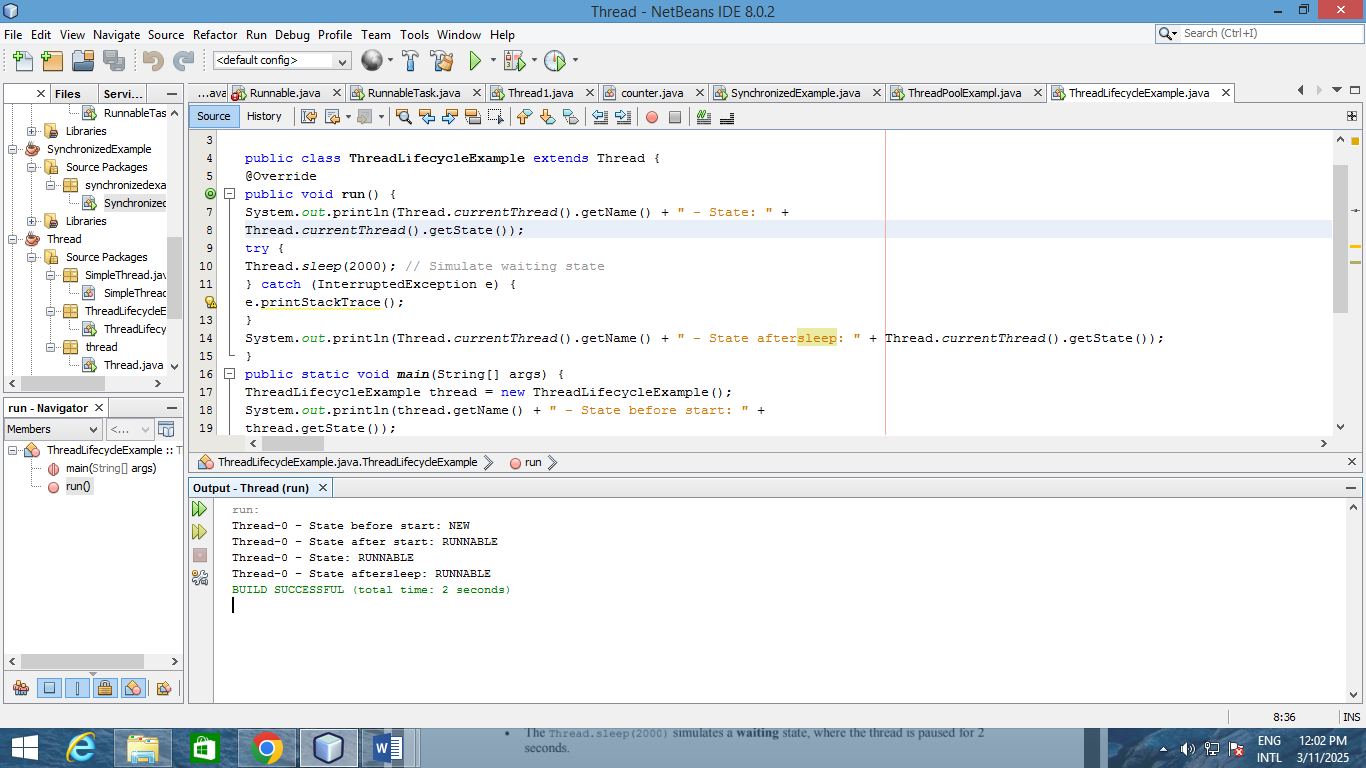 Thread - NetBeans IDE 8.0.2
File Edit View Navigate Source Refactor Run Debug Profile Team Tools Window Help
Search (Ctrl+I)
<default config>
Files Servi...
...ava Runnable.java RunnableTask.java Thread1.java counter.java SynchronizedExample.java ThreadPoolExampl.java ThreadLifecycleExample.java
Source History
RunnableTas
Libraries
SynchronizedExample
Source Packages
synchronizedexa
Synchronized
Libraries
Thread
Source Packages
SimpleThread.jav
SimpleThread
ThreadLifecycleE
ThreadLifecy
thread
Thread.java
3
4 public class ThreadLifecycleExample extends Thread {
5 @Override
public void run() {
7 System.out.println(Thread.currentThread().getName() + " - State: " +
8 Thread.currentThread().getState());
9 try {
10 Thread.sleep(2000); // Simulate waiting state
11 } catch (InterruptedException e) {
e.printStackTrace();
13 }
14 System.out.println(Thread.currentThread().getName() + " - State aftersleep: " + Thread.currentThread().getState());
15 }
16 public static void main(String[] args) {
17 ThreadLifecycleExample thread = new ThreadLifecycleExample();
18 System.out.println(thread.getName() + " - State before start: " +
19 thread.getState());
ThreadLifecycleExample.java.ThreadLifecycleExample run
run - Navigator
Members <...
ThreadLifecycleExample :: T
main(String[] args)
run()
Output - Thread (run)
run:
Thread-0 - State before start: NEW
Thread-0 - State after start: RUNNABLE
Thread-0 - State: RUNNABLE
Thread-0 - State aftersleep: RUNNABLE
BUILD SUCCESSFUL (total time: 2 seconds)
8:36 INS
The Thread.sleep(2000) simulates a waiting state, where the thread is paused for 2
seconds.
ENG 12:02 PM
INTL 3/11/2025